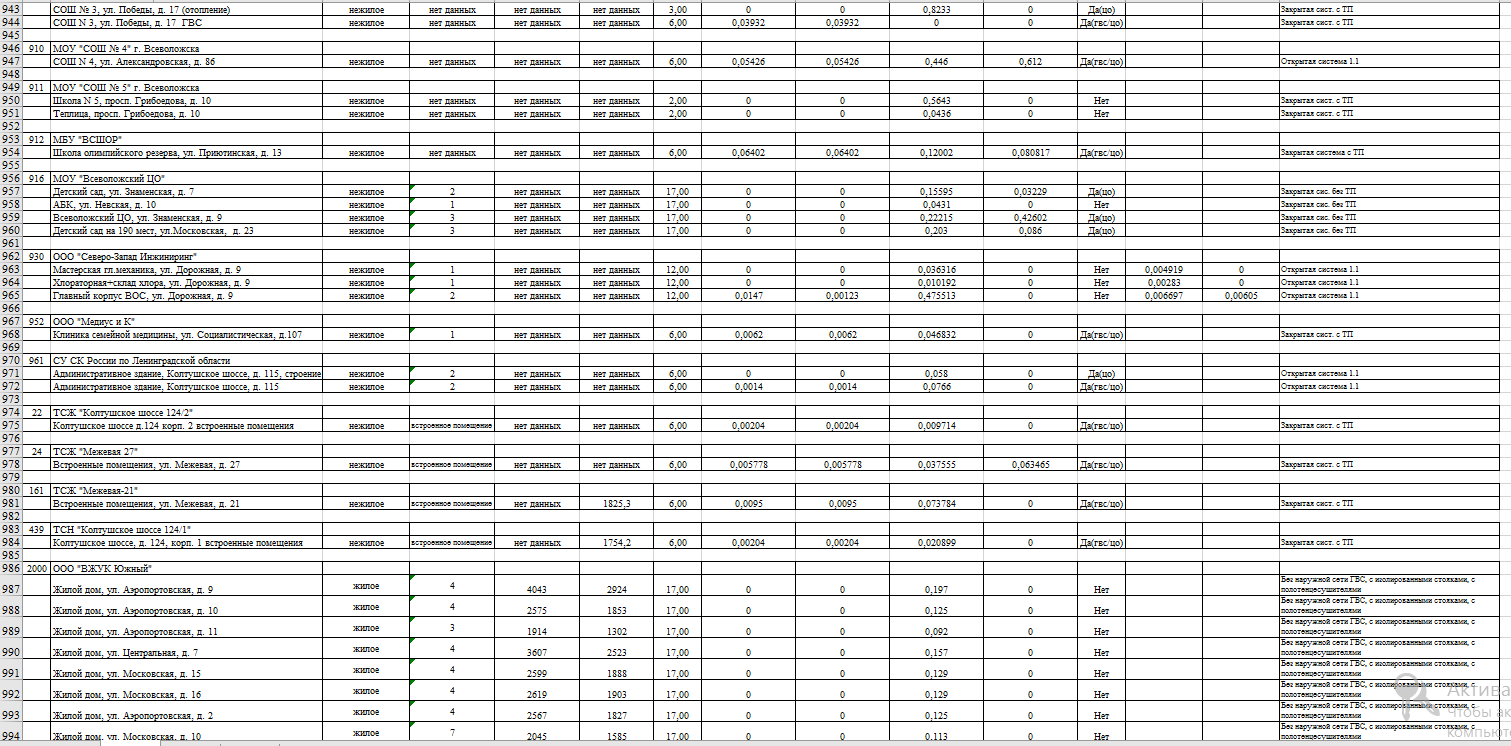 943 СОШ № 3, ул. Победы, д. 17 (отопление) нежилое нет данных нет данных нет данных 3,00 0 0 0,8233 0 Да(цо) Закрытая сист. с ТП
944 СОШ N 3, ул. Победы, д. 17 ГВС нежилое нет данных нет данных нет данных 6,00 0,03932 0,03932 0 0 Да(гвс/цо) Закрытая сист. с ТП
945
946 910 МОУ "СОШ № 4" г. Всеволожска
947 СОШ N 4, ул. Александровская, д. 86 нежилое нет данных нет данных нет данных 6,00 0,05426 0,05426 0,446 0,612 Да(гвс/цо) Открытая система 1.1
948
949 911 МОУ "СОШ № 5" г. Всеволожска
950 Школа N 5, просп. Грибоедова, д. 10 нежилое нет данных нет данных нет данных 2,00 0 0 0,5643 0 Нет Закрытая сист. с ТП
951 Теплица, просп. Грибоедова, д. 10 нежилое нет данных нет данных нет данных 2,00 0 0 0,0436 0 Нет Закрытая сист. с ТП
952
953 912 МБУ "ВСШОР"
954 Школа олимпийского резерва, ул. Приютинская, д. 13 нежилое нет данных нет данных нет данных 6,00 0,06402 0,06402 0,12002 0,080817 Да(гвс/цо) Закрытая система с ТП
955
956 916 МОУ "Всеволожский ЦО"
957 Детский сад, ул. Знаменская, д. 7 нежилое 2 нет данных нет данных 17,00 0 0 0,15595 0,03229 Да(цо) Закрытая сис. без ТП
958 АБК, ул. Невская, д. 10 нежилое 1 нет данных нет данных 17,00 0 0 0,0431 0 Нет Закрытая сис. без ТП
959 Всеволожский ЦО, ул. Знаменская, д. 9 нежилое 3 нет данных нет данных 17,00 0 0 0,22215 0,42602 Да(цо) Закрытая сис. без ТП
960 Детский сад на 190 мест, ул.Московская, д. 23 нежилое 3 нет данных нет данных 17,00 0 0 0,203 0,086 Да(цо) Закрытая сис. без ТП
961
962 930 ООО "Северо-Запад Инжиниринг"
963 Мастерская гл.механика, ул. Дорожная, д. 9 нежилое 1 нет данных нет данных 12,00 0 0 0,036316 0 Нет 0,004919 0 Открытая система 1.1
964 Хлораторная+склад хлора, ул. Дорожная, д. 9 нежилое 1 нет данных нет данных 12,00 0 0 0,010192 0 Нет 0,00283 0 Открытая система 1.1
965 Главный корпус ВОС, ул. Дорожная, д. 9 нежилое 2 нет данных нет данных 12,00 0,0147 0,00123 0,475513 0 Нет 0,006697 0,00605 Открытая система 1.1
966
967 952 ООО "Медиус и К"
968 Клиника семейной медицины, ул. Социалистическая, д.107 нежилое 1 нет данных нет данных 6,00 0,0062 0,0062 0,046832 0 Да(гвс/цо) Закрытая сист. с ТП
969
970 961 СУ СК России по Ленинградской области
971 Административное здание, Колтушское шоссе, д. 115, строение нежилое 2 нет данных нет данных 6,00 0 0 0,058 0 Да(цо) Открытая система 1.1
972 Административное здание, Колтушское шоссе, д. 115 нежилое 2 нет данных нет данных 6,00 0,0014 0,0014 0,0766 0 Да(гвс/цо) Открытая система 1.1
973
974 22 ТСЖ "Колтушское шоссе 124/2"
975 Колтушское шоссе д.124 корп. 2 встроенные помещения нежилое встроенное помещение нет данных нет данных 6,00 0,00204 0,00204 0,009714 0 Да(гвс/цо) Закрытая сист. с ТП
976
977 24 ТСЖ "Межевая 27"
978 Встроенные помещения, ул. Межевая, д. 27 нежилое встроенное помещение нет данных нет данных 6,00 0,005778 0,005778 0,037555 0,063465 Да(гвс/цо) Закрытая сист. с ТП
979
980 161 ТСЖ "Межевая-21"
981 Встроенные помещения, ул. Межевая, д. 21 нежилое встроенное помещение нет данных 1825,3 6,00 0,0095 0,0095 0,073784 0 Да(гвс/цо) Закрытая сист. с ТП
982
983 439 ТСН "Колтушское шоссе 124/1"
984 Колтушское шоссе, д. 124, корп. 1 встроенные помещения нежилое встроенное помещение нет данных 1754,2 6,00 0,00204 0,00204 0,020899 0 Да(гвс/цо) Закрытая сист. с ТП
985
986 2000 ООО "ВЖУК Южный"
987 Жилой дом, ул. Аэропортовская, д. 9 жилое 4 4043 2924 17,00 0 0 0,197 0 Нет Без наружной сети ГВС, с изолированными стояками, с полотенцесушителями
988 Жилой дом, ул. Аэропортовская, д. 10 жилое 4 2575 1853 17,00 0 0 0,125 0 Нет Без наружной сети ГВС, с изолированными стояками, с полотенцесушителями
989 Жилой дом, ул. Аэропортовская, д. 11 жилое 3 1914 1302 17,00 0 0 0,092 0 Нет Без наружной сети ГВС, с изолированными стояками, с полотенцесушителями
990 Жилой дом, ул. Центральная, д. 7 жилое 4 3607 2523 17,00 0 0 0,157 0 Нет Без наружной сети ГВС, с изолированными стояками, с полотенцесушителями
991 Жилой дом, ул. Московская, д. 15 жилое 4 2599 1888 17,00 0 0 0,129 0 Нет Без наружной сети ГВС, с изолированными стояками, с полотенцесушителями
992 Жилой дом, ул. Московская, д. 16 жилое 4 2619 1903 17,00 0 0 0,129 0 Нет Без наружной сети ГВС, с изолированными стояками, с полотенцесушителями
993 Жилой дом, ул. Аэропортовская, д. 2 жилое 4 2567 1827 17,00 0 0 0,125 0 Нет Без наружной сети ГВС, с изолированными стояками, с полотенцесушителями
994 Жилой дом, ул. Московская, д. 10 жилое 7 2045 1585 17,00 0 0 0,113 0 Нет Без наружной сети ГВС, с изолированными стояками, с полотенцесушителями
Актива
Чтобы ак
компьют